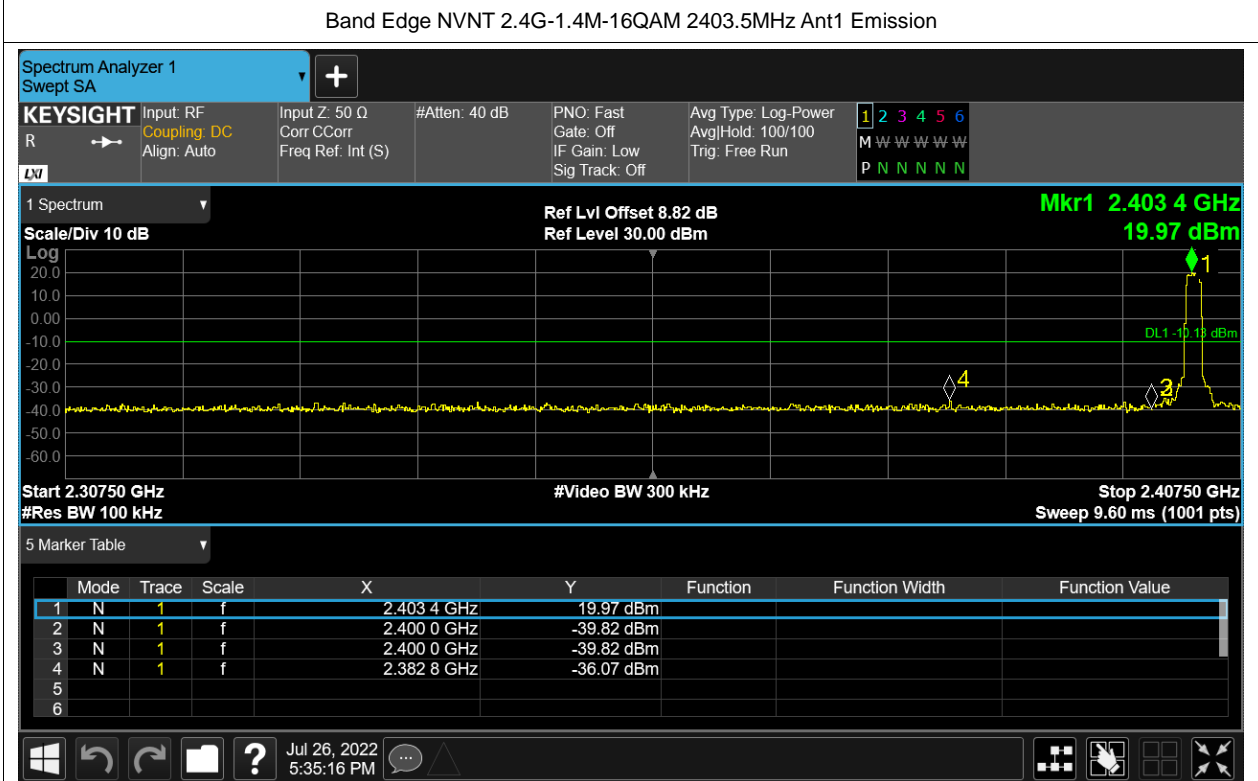 Band Edge NVNT 2.4G-1.4M-16QAM 2403.5MHz Ant1 Emission
Spectrum Analyzer 1
Swept SA
KEYSIGHT
R
LXI
Input: RF
Coupling: DC
Align: Auto
Input Z: 50 Ω
Corr CCorr
Freq Ref: Int (S)
#Atten: 40 dB
PNO: Fast
Gate: Off
IF Gain: Low
Sig Track: Off
Avg Type: Log-Power
Avg|Hold: 100/100
Trig: Free Run
1 2 3 4 5 6
M W W W W W
P N N N N N
1 Spectrum
Scale/Div 10 dB
Ref Lvl Offset 8.82 dB
Ref Level 30.00 dBm
Mkr1 2.403 4 GHz
19.97 dBm
Log
20.0
10.0
0.00
-10.0
-20.0
-30.0
-40.0
-50.0
-60.0
1
DL1 -10.13 dBm
4
2
Start 2.30750 GHz
#Video BW 300 kHz
Stop 2.40750 GHz
#Res BW 100 kHz
Sweep 9.60 ms (1001 pts)
5 Marker Table
Mode Trace Scale X Y Function Function Width Function Value
1 N 1 f 2.403 4 GHz 19.97 dBm
2 N 1 f 2.400 0 GHz -39.82 dBm
3 N 1 f 2.400 0 GHz -39.82 dBm
4 N 1 f 2.382 8 GHz -36.07 dBm
5
6
?
Jul 26, 2022
5:35:16 PM